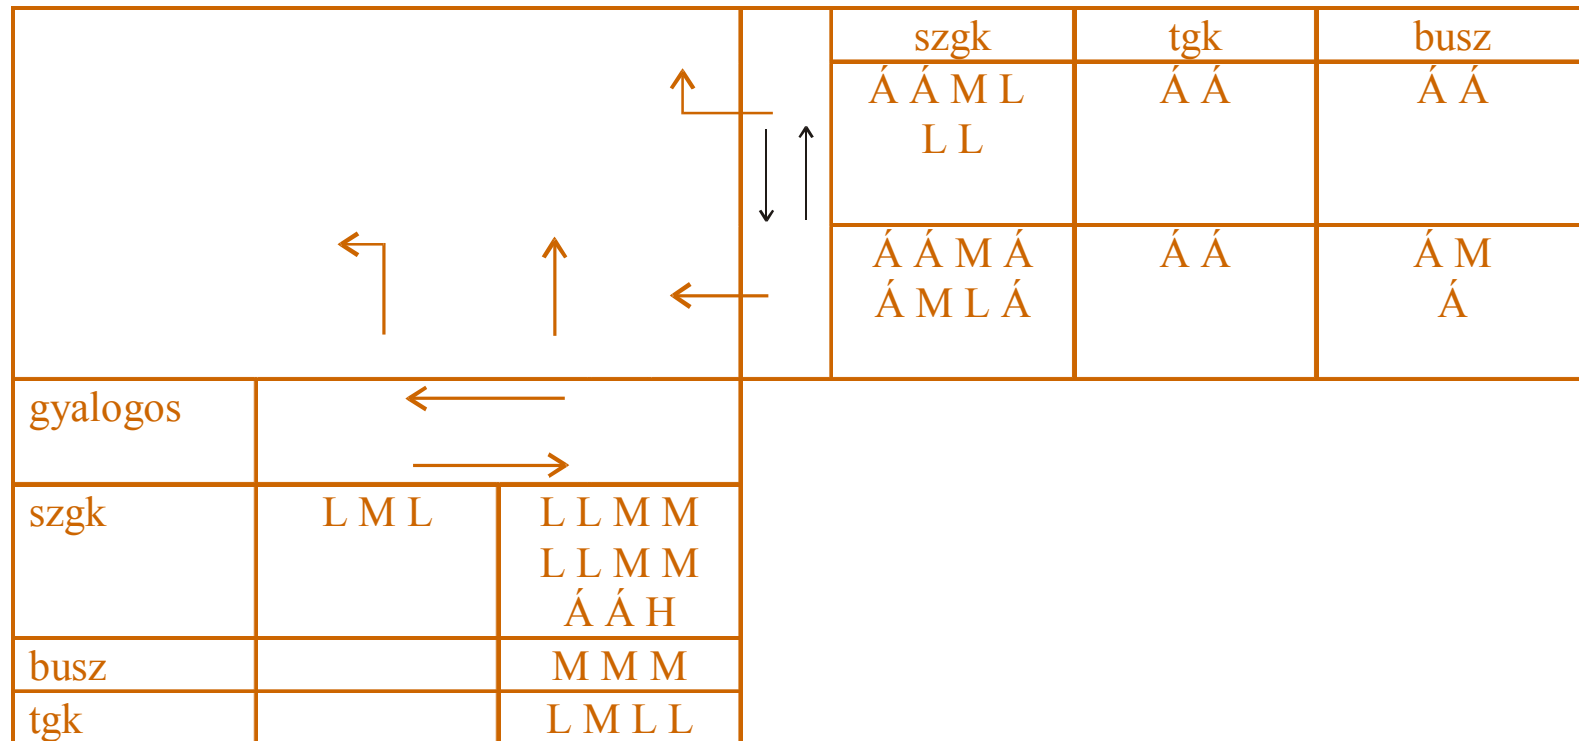 szgk tgk busz
Á Á M L Á Á Á Á
L L
Á Á M Á Á Á Á M
Á M L Á Á
gyalogos
szgk L M L L L M M
L L M M
Á Á H
busz M M M
tgk L M L L